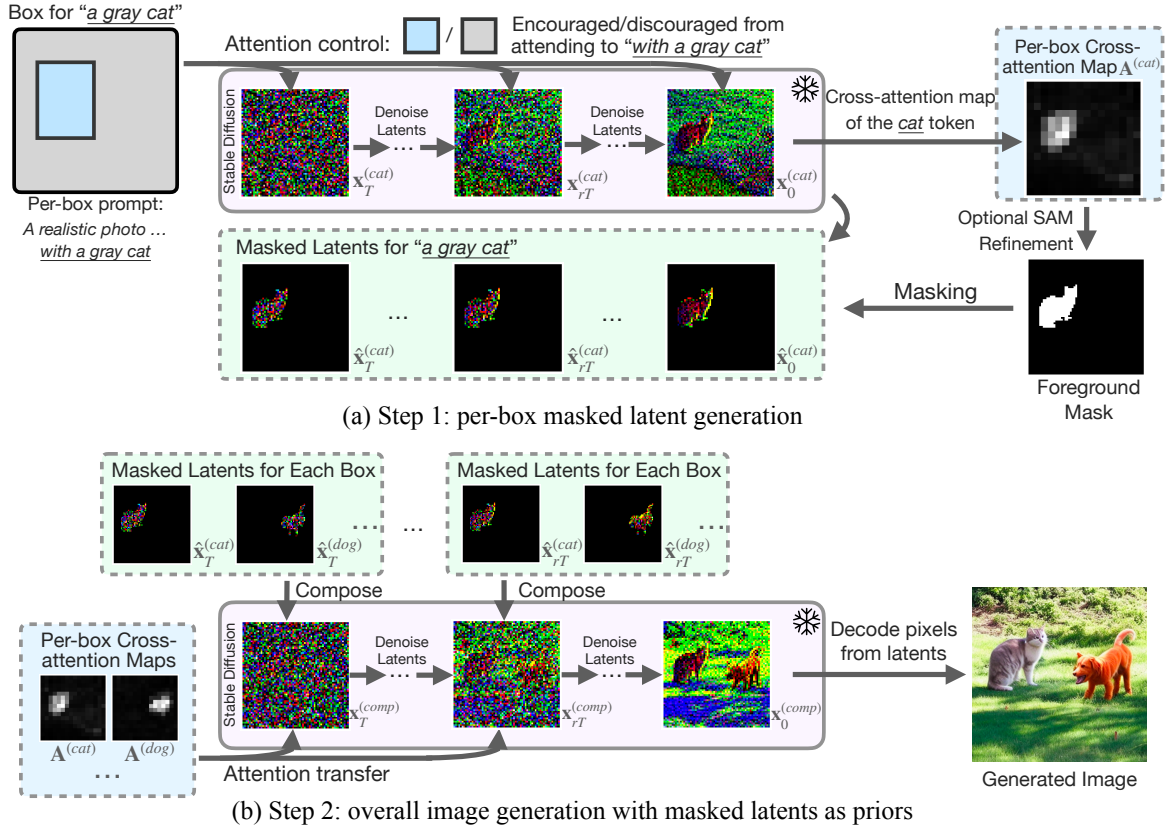 Box for "a gray cat"
Attention control: / Encouraged/discouraged from attending to "with a gray cat"
Stable Diffusion
Denoise Latents
...
Denoise Latents
...
x_T^(cat)
x_rT^(cat)
x_0^(cat)
Cross-attention map
of the cat token
Per-box Cross-
attention Map A^(cat)
Per-box prompt:
A realistic photo ...
with a gray cat
Optional SAM
Refinement
Masked Latents for "a gray cat"
...
...
x̂_T^(cat)
x̂_rT^(cat)
x̂_0^(cat)
Masking
Foreground
Mask
(a) Step 1: per-box masked latent generation
Masked Latents for Each Box
x̂_T^(cat)
x̂_T^(dog)
...
...
Masked Latents for Each Box
x̂_rT^(cat)
x̂_rT^(dog)
...
Compose
Compose
Per-box Cross-
attention Maps
A^(cat)
A^(dog)
...
Stable Diffusion
Denoise Latents
...
Denoise Latents
...
x_T^(comp)
x_rT^(comp)
x_0^(comp)
Decode pixels
from latents
Attention transfer
Generated Image
(b) Step 2: overall image generation with masked latents as priors